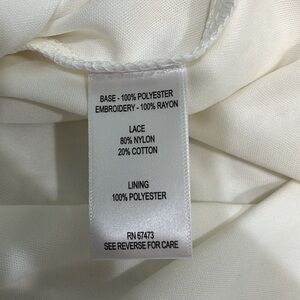 BASE - 100% POLYESTER
EMBROIDERY - 100% RAYON
LACE
80% NYLON
20% COTTON
LINING
100% POLYESTER
RN 67473
SEE REVERSE FOR CARE